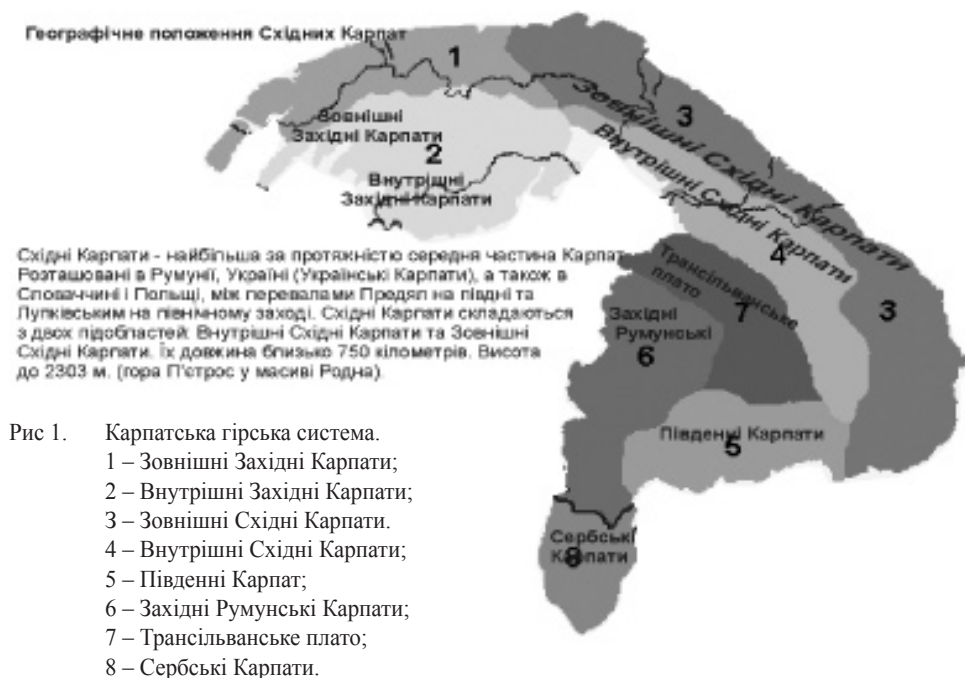 Географічне положення Східних Карпат
1
Зовнішні
Західні Карпати
2
Внутрішні
Західні Карпати
3
Зовнішні Східні Карпати
Внутрішні Східні Карпати
4
3
Східні Карпати - найбільша за протяжністю середня частина Карпат
Розташовані в Румунії, Україні (Українські Карпати), а також в
Словаччині і Польщі, між перевалами Предял на півдні та
Лупківським на північному заході. Східні Карпати складаються
з двох підобластей: Внутрішні Східні Карпати та Зовнішні
Східні Карпати. Їх довжина близько 750 кілометрів. Висота
до 2303 м. (гора П'єтрос у масиві Родна).
Трансільванське
плато
7
Західні
Румунські
6
Південні Карпати
5
Сербські
Карпати
8
Рис 1. Карпатська гірська система.
1 – Зовнішні Західні Карпати;
2 – Внутрішні Західні Карпати;
3 – Зовнішні Східні Карпати.
4 – Внутрішні Східні Карпати;
5 – Південні Карпат;
6 – Західні Румунські Карпати;
7 – Трансільванське плато;
8 – Сербські Карпати.